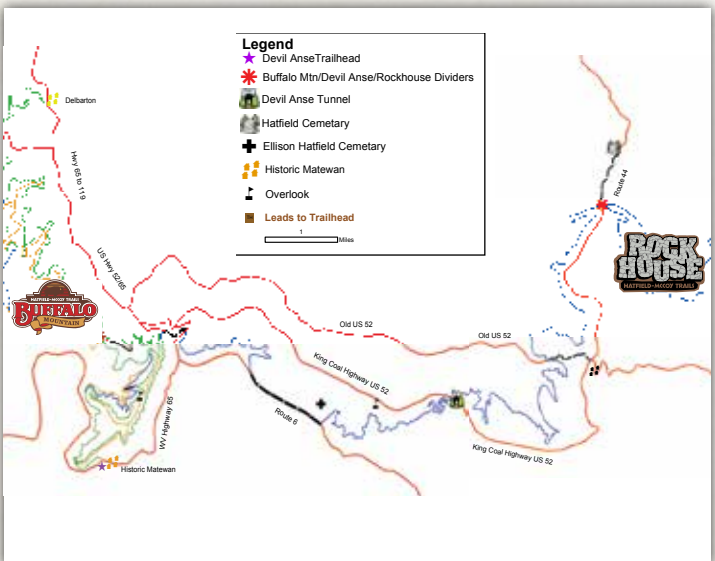 Legend
Devil AnseTrailhead
Buffalo Mtn/Devil Anse/Rockhouse Dividers
Devil Anse Tunnel
Hatfield Cemetary
Ellison Hatfield Cemetary
Historic Matewan
Overlook
Leads to Trailhead
1
Miles
Delbarton
Hwy 65 to 119
US Hwy 52/65
Route 44
ROCK
HOUSE
HATFIELD•MCCOY TRAILS
HATFIELD•MCCOY TRAILS
BUFFALO
MOUNTAIN
Old US 52
Old US 52
King Coal Highway US 52
WV Highway 65
Route 6
King Coal Highway US 52
Historic Matewan